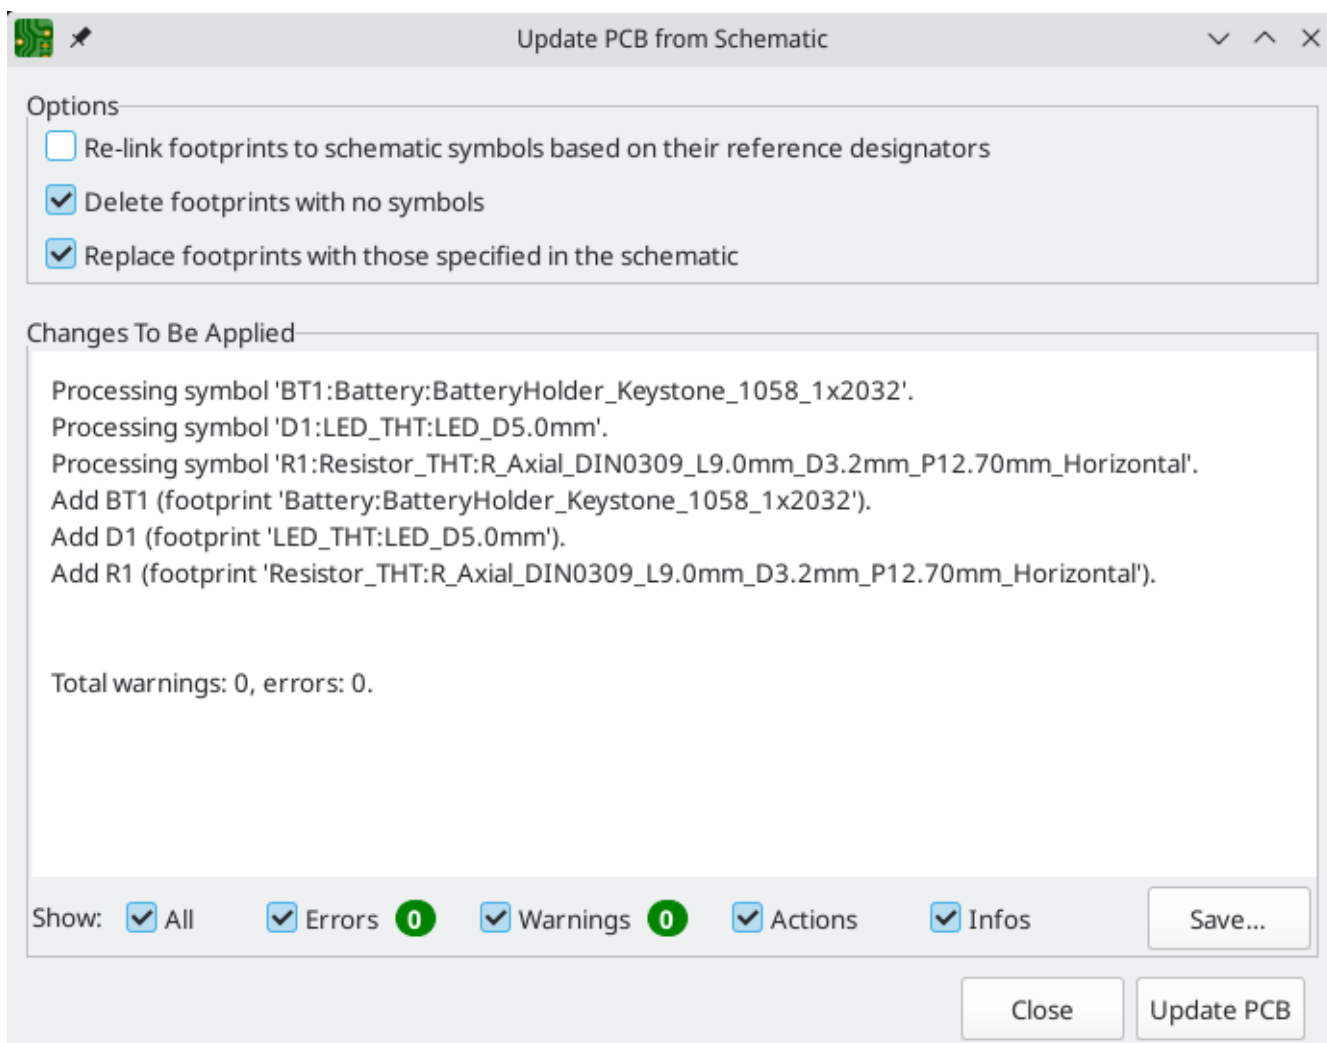 Update PCB from Schematic
Options
Re-link footprints to schematic symbols based on their reference designators
Delete footprints with no symbols
Replace footprints with those specified in the schematic
Changes To Be Applied
Processing symbol 'BT1:Battery:BatteryHolder_Keystone_1058_1x2032'.
Processing symbol 'D1:LED_THT:LED_D5.0mm'.
Processing symbol 'R1:Resistor_THT:R_Axial_DIN0309_L9.0mm_D3.2mm_P12.70mm_Horizontal'.
Add BT1 (footprint 'Battery:BatteryHolder_Keystone_1058_1x2032').
Add D1 (footprint 'LED_THT:LED_D5.0mm').
Add R1 (footprint 'Resistor_THT:R_Axial_DIN0309_L9.0mm_D3.2mm_P12.70mm_Horizontal').
Total warnings: 0, errors: 0.
Show: All Errors 0 Warnings 0 Actions Infos Save...
Close Update PCB